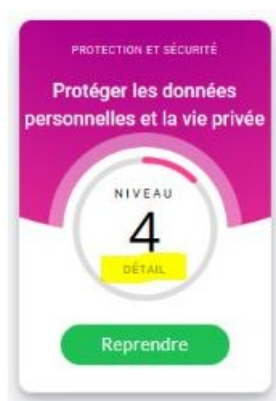 PROTECTION ET SÉCURITÉ
Protéger les données
personnelles et la vie privée
NIVEAU
4
DÉTAIL
Reprendre